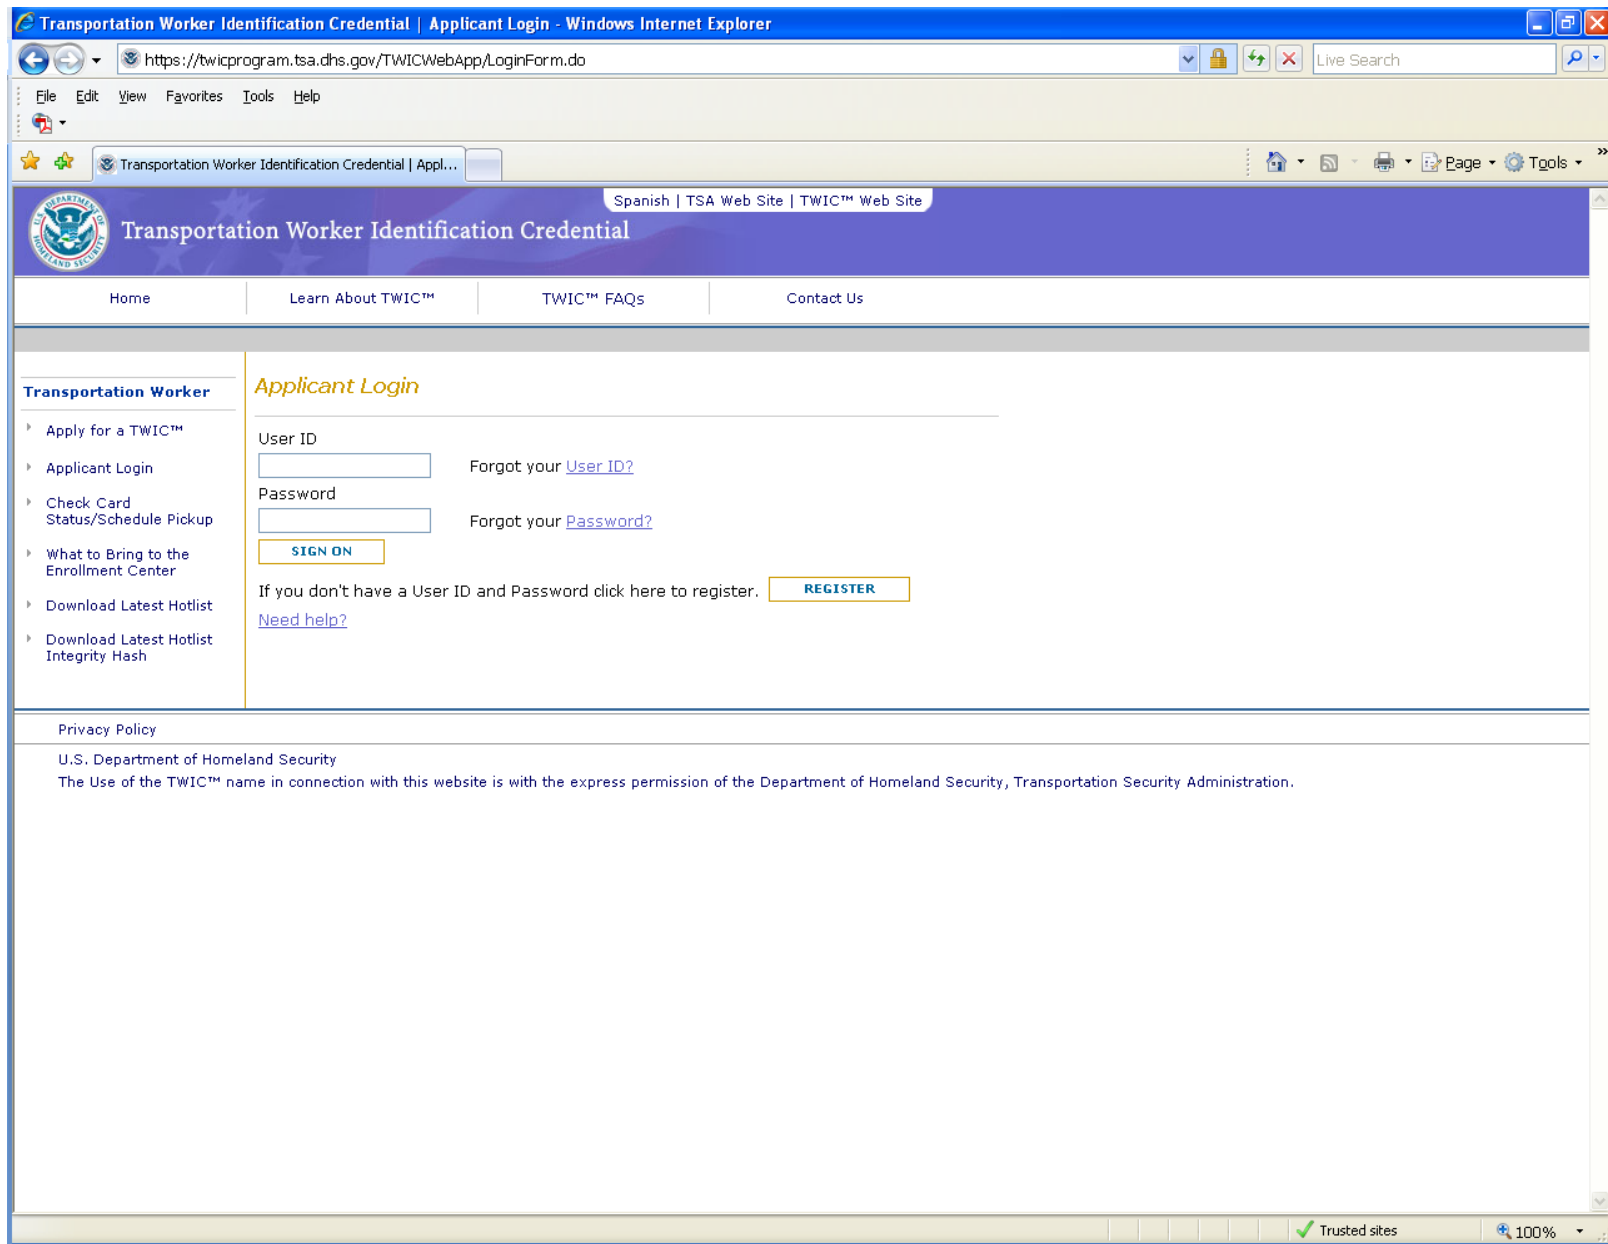 Transportation Worker Identification Credential | Applicant Login - Windows Internet Explorer
https://twicprogram.tsa.dhs.gov/TWICWebApp/LoginForm.do
Live Search
File Edit View Favorites Tools Help
Transportation Worker Identification Credential | Appl...
Page Tools »
Spanish | TSA Web Site | TWIC™ Web Site
U.S. DEPARTMENT OF HOMELAND SECURITY
Transportation Worker Identification Credential
Home Learn About TWIC™ TWIC™ FAQs Contact Us
Transportation Worker
Apply for a TWIC™
Applicant Login
Check Card
Status/Schedule Pickup
What to Bring to the
Enrollment Center
Download Latest Hotlist
Download Latest Hotlist
Integrity Hash
Applicant Login
User ID
Forgot your User ID?
Password
Forgot your Password?
SIGN ON
If you don't have a User ID and Password click here to register. REGISTER
Need help?
Privacy Policy
U.S. Department of Homeland Security
The Use of the TWIC™ name in connection with this website is with the express permission of the Department of Homeland Security, Transportation Security Administration.
Trusted sites 100%